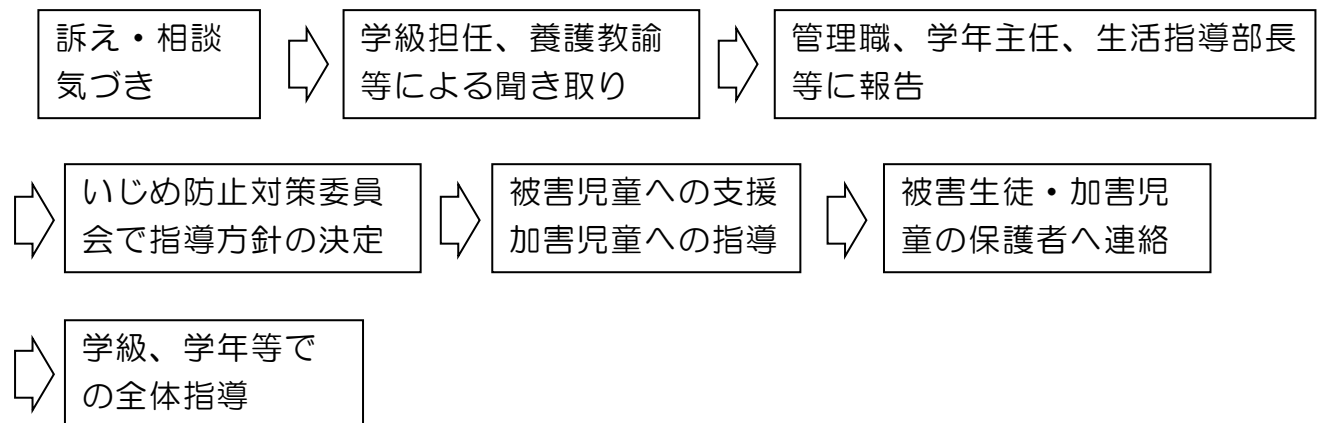 訴え・相談
気づき
学級担任、養護教諭
等による聞き取り
管理職、学年主任、生活指導部長
等に報告
いじめ防止対策委員
会で指導方針の決定
被害児童への支援
加害児童への指導
被害生徒・加害児
童の保護者へ連絡
学級、学年等で
の全体指導